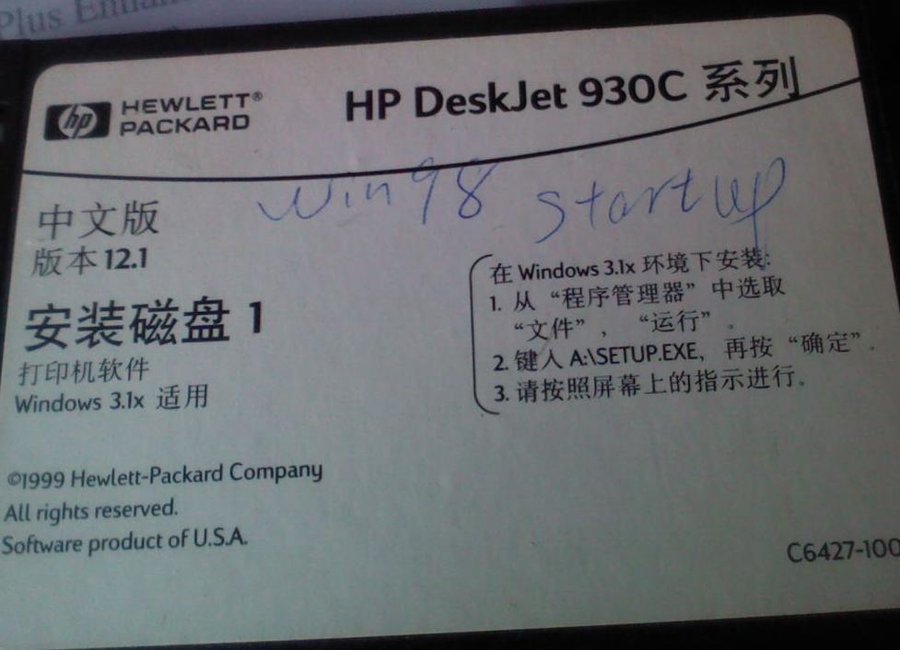 Plus
hp HEWLETT®
PACKARD
HP DeskJet 930C 系列
win98 startup
中文版
版本 12.1
安装磁盘 1
打印机软件
Windows 3.1x 适用
在 Windows 3.1x 环境下安装:
1. 从“程序管理器”中选取
“文件”，“运行”。
2. 键入 A:\SETUP.EXE，再按“确定”.
3. 请按照屏幕上的指示进行。
©1999 Hewlett-Packard Company
All rights reserved.
Software product of U.S.A.
C6427-100